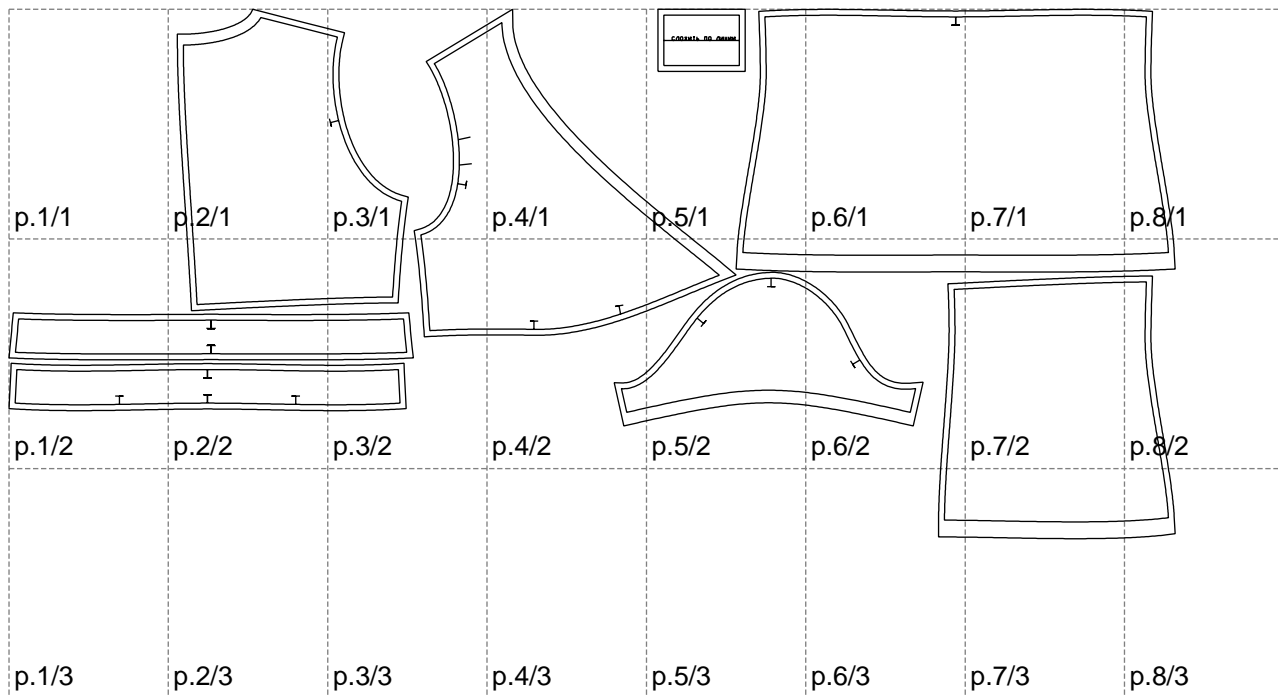 сложить по линии
p.1/1 p.2/1 p.3/1 p.4/1 p.5/1 p.6/1 p.7/1 p.8/1
p.1/2 p.2/2 p.3/2 p.4/2 p.5/2 p.6/2 p.7/2 p.8/2
p.1/3 p.2/3 p.3/3 p.4/3 p.5/3 p.6/3 p.7/3 p.8/3